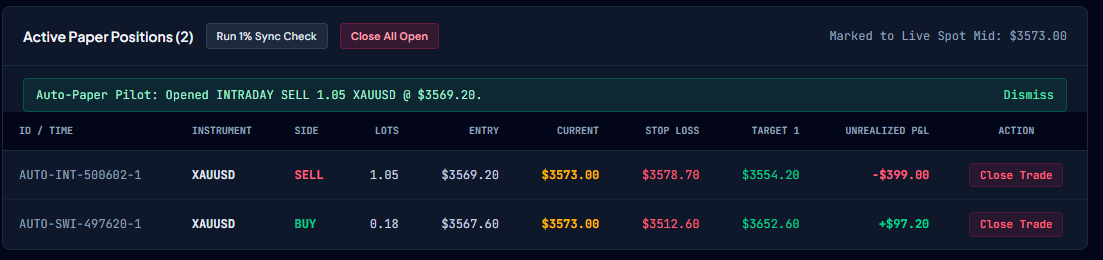 Active Paper Positions (2) Run 1% Sync Check Close All Open Marked to Live Spot Mid: $3573.00
Auto-Paper Pilot: Opened INTRADAY SELL 1.05 XAUUSD @ $3569.20. Dismiss
ID / TIME INSTRUMENT SIDE LOTS ENTRY CURRENT STOP LOSS TARGET 1 UNREALIZED P&L ACTION
AUTO-INT-500602-1 XAUUSD SELL 1.05 $3569.20 $3573.00 $3578.70 $3554.20 -$399.00 Close Trade
AUTO-SWI-497620-1 XAUUSD BUY 0.18 $3567.60 $3573.00 $3512.60 $3652.60 +$97.20 Close Trade